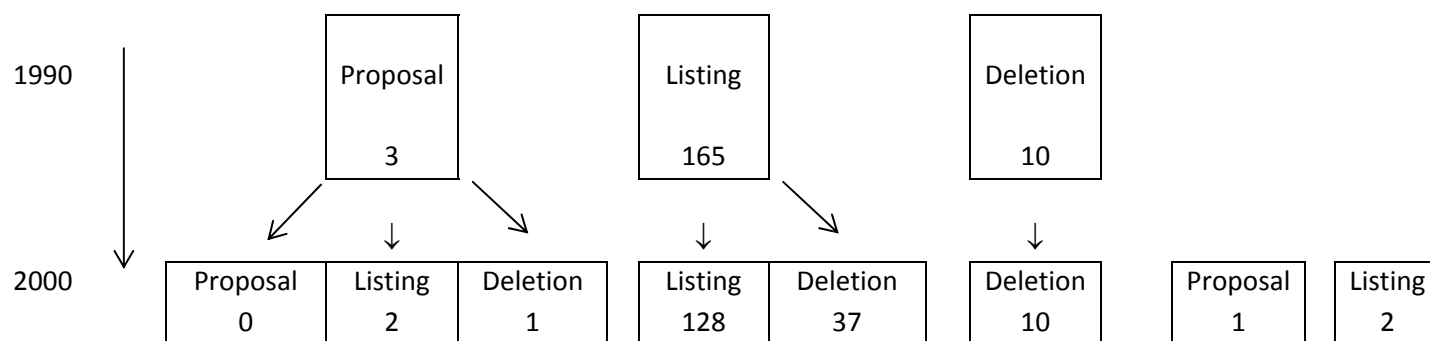 1990
Proposal
3
Listing
165
Deletion
10
2000
Proposal Listing Deletion Listing Deletion Deletion Proposal Listing
0 2 1 128 37 10 1 2